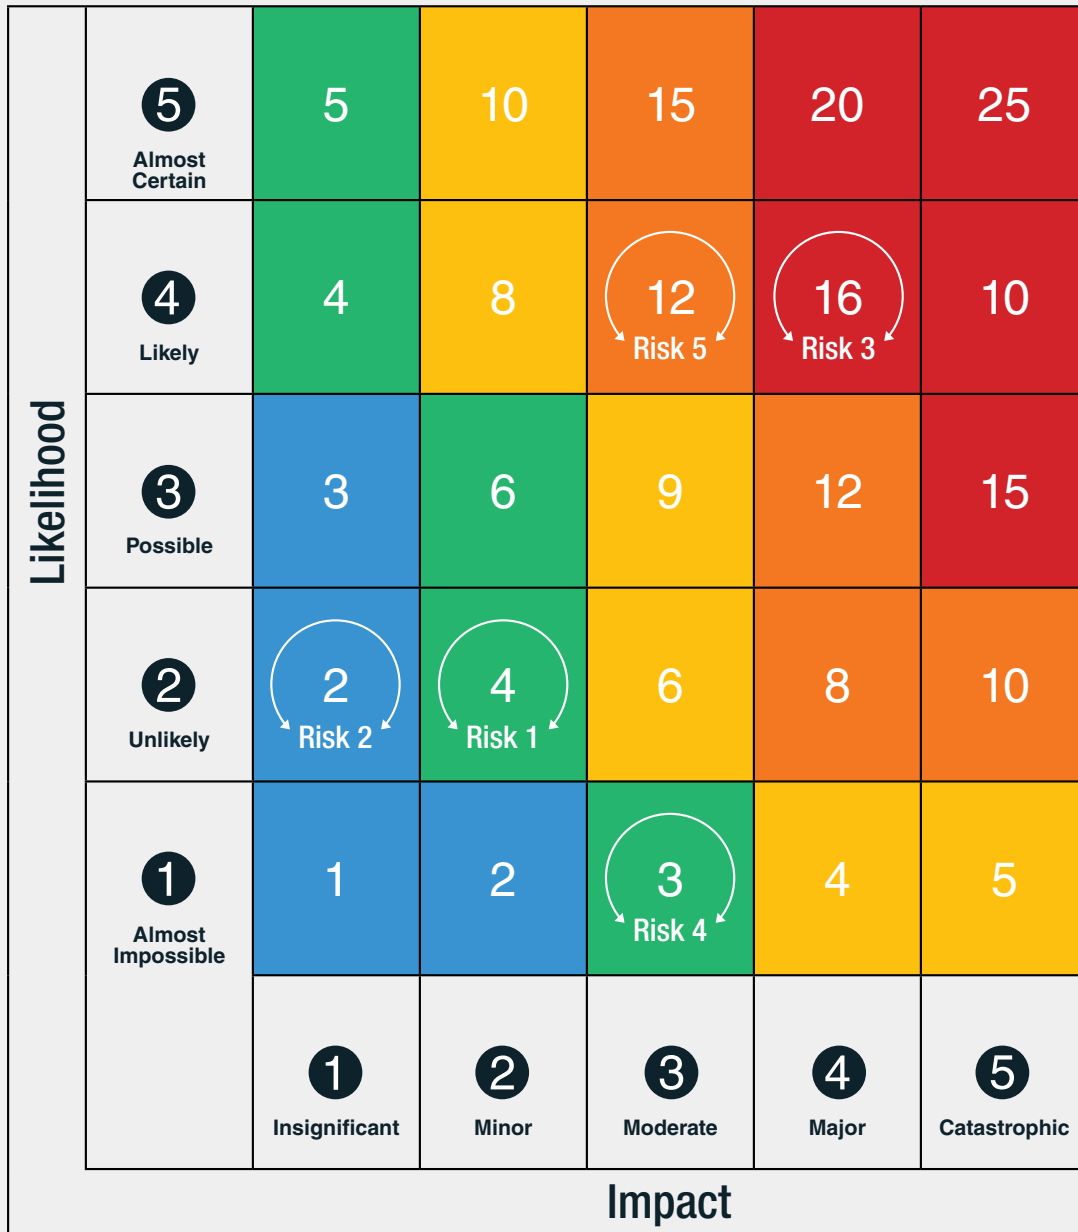 Likelihood
5
Almost
Certain
5
10
15
20
25
4
Likely
4
8
12
Risk 5
16
Risk 3
10
3
Possible
3
6
9
12
15
2
Unlikely
2
Risk 2
4
Risk 1
6
8
10
1
Almost
Impossible
1
2
3
Risk 4
4
5
1
Insignificant
2
Minor
3
Moderate
4
Major
5
Catastrophic
Impact